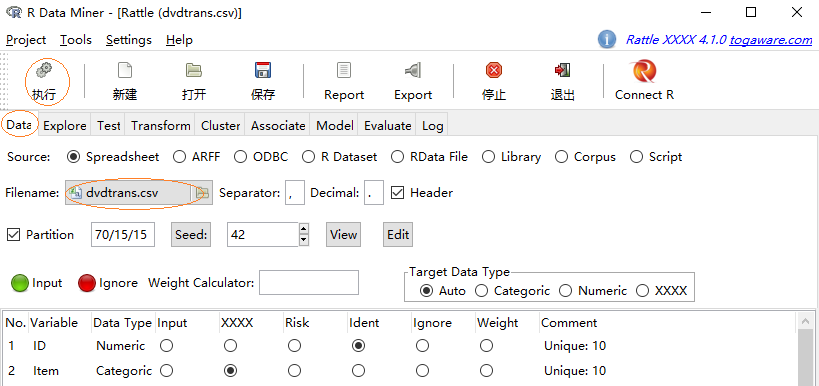 R Data Miner - [Rattle (dvdtrans.csv)]
Project Tools Settings Help Rattle XXXX 4.1.0 togaware.com
执行 新建 打开 保存 Report Export 停止 退出 Connect R
Data Explore Test Transform Cluster Associate Model Evaluate Log
Source: Spreadsheet ARFF ODBC R Dataset RData File Library Corpus Script
Filename: dvdtrans.csv Separator: , Decimal: . Header
Partition 70/15/15 Seed: 42 View Edit
Target Data Type
Input Ignore Weight Calculator: Auto Categoric Numeric XXXX
No. Variable Data Type Input XXXX Risk Ident Ignore Weight Comment
1 ID Numeric Unique: 10
2 Item Categoric Unique: 10